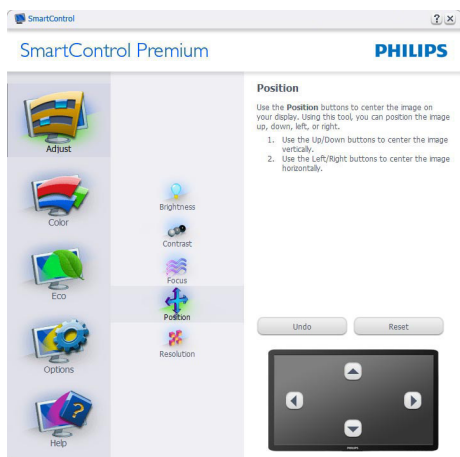 SmartControl
SmartControl Premium
PHILIPS
Adjust
Color
Eco
Options
Help
Brightness
Contrast
Focus
Position
Resolution
Position
Use the Position buttons to center the image on
your display. Using this tool, you can position the image
up, down, left, or right.
1. Use the Up/Down buttons to center the image
vertically.
2. Use the Left/Right buttons to center the image
horizontally.
Undo
Reset
PHILIPS